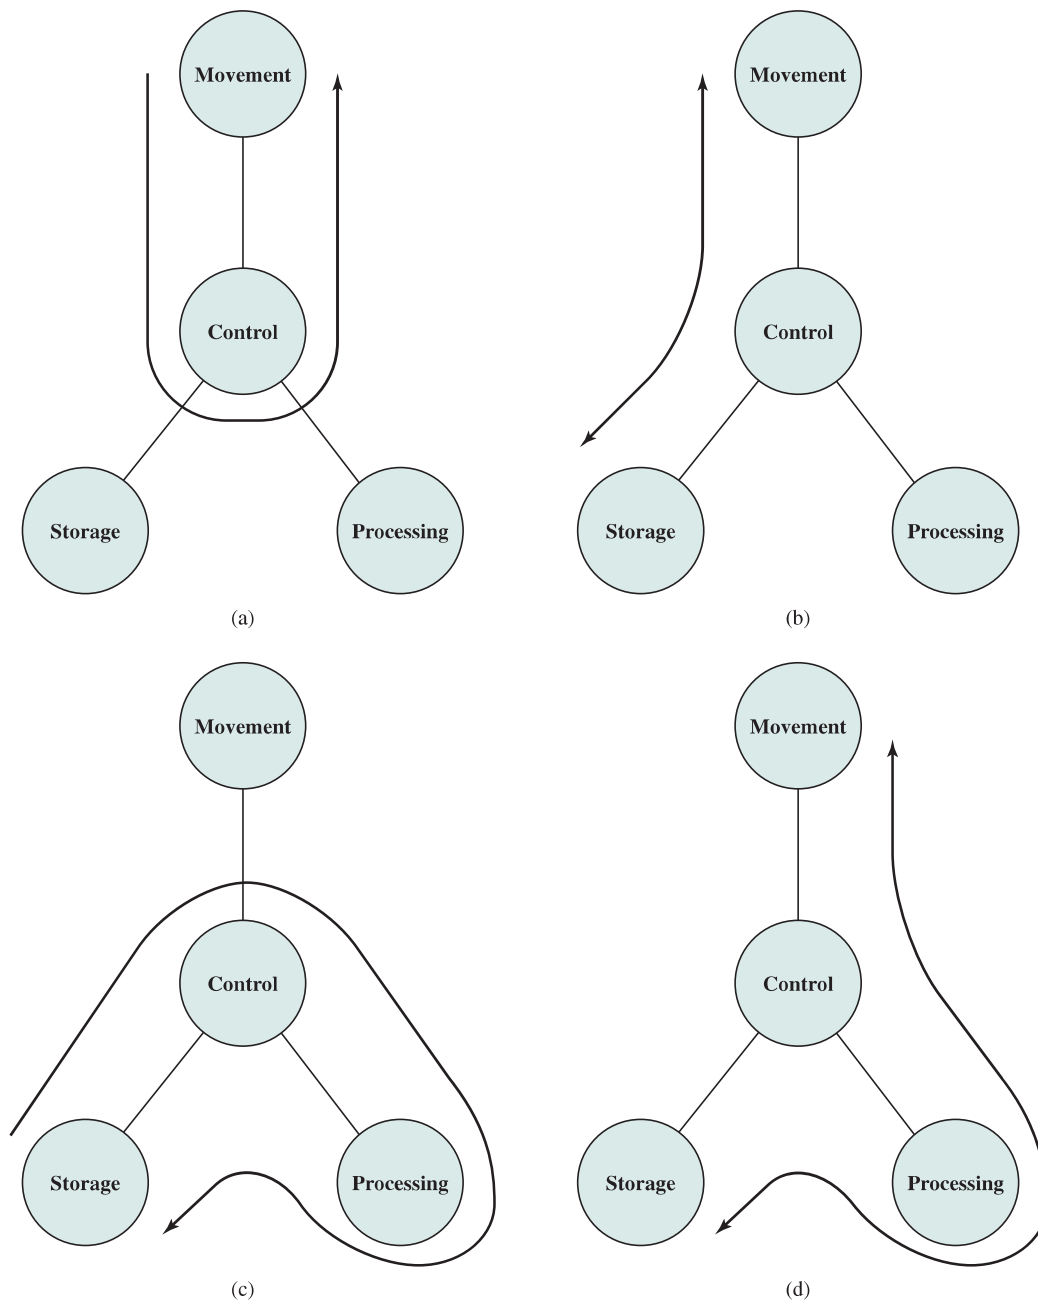 Movement
Movement
Control
Control
Storage
Processing
Storage
Processing
(a)
(b)
Movement
Movement
Control
Control
Storage
Processing
Storage
Processing
(c)
(d)